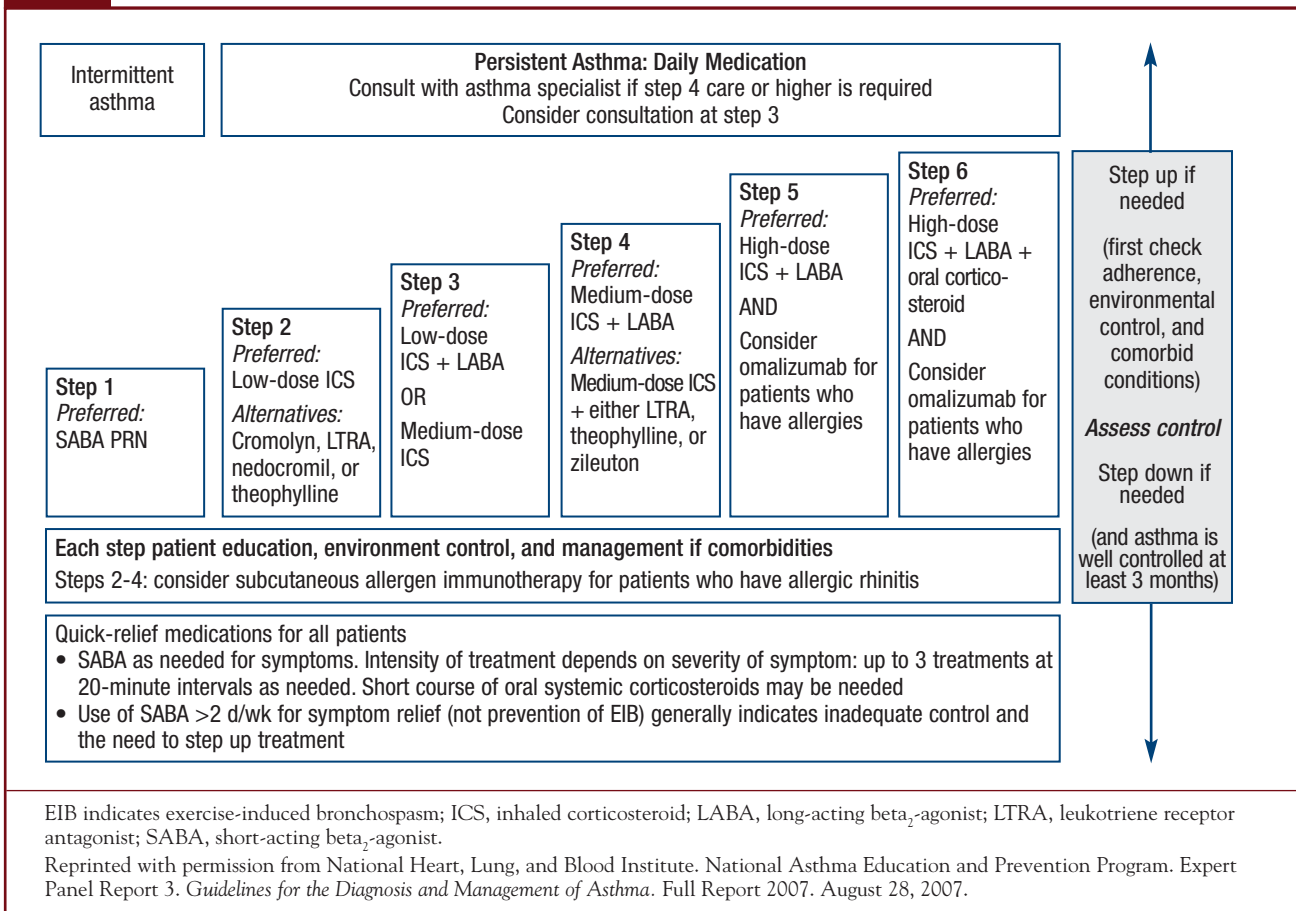 Intermittent
asthma
Persistent Asthma: Daily Medication
Consult with asthma specialist if step 4 care or higher is required
Consider consultation at step 3
Step 1
Preferred:
SABA PRN
Step 2
Preferred:
Low-dose ICS
Alternatives:
Cromolyn, LTRA,
nedocromil, or
theophylline
Step 3
Preferred:
Low-dose
ICS + LABA
OR
Medium-dose
ICS
Step 4
Preferred:
Medium-dose
ICS + LABA
Alternatives:
Medium-dose ICS
+ either LTRA,
theophylline, or
zileuton
Step 5
Preferred:
High-dose
ICS + LABA
AND
Consider
omalizumab for
patients who
have allergies
Step 6
Preferred:
High-dose
ICS + LABA +
oral cortico-
steroid
AND
Consider
omalizumab for
patients who
have allergies
Step up if
needed
(first check
adherence,
environmental
control, and
comorbid
conditions)
Assess control
Step down if
needed
(and asthma is
well controlled at
least 3 months)
Each step patient education, environment control, and management if comorbidities
Steps 2-4: consider subcutaneous allergen immunotherapy for patients who have allergic rhinitis
Quick-relief medications for all patients
• SABA as needed for symptoms. Intensity of treatment depends on severity of symptom: up to 3 treatments at
20-minute intervals as needed. Short course of oral systemic corticosteroids may be needed
• Use of SABA >2 d/wk for symptom relief (not prevention of EIB) generally indicates inadequate control and
the need to step up treatment
EIB indicates exercise-induced bronchospasm; ICS, inhaled corticosteroid; LABA, long-acting beta₂-agonist; LTRA, leukotriene receptor
antagonist; SABA, short-acting beta₂-agonist.
Reprinted with permission from National Heart, Lung, and Blood Institute. National Asthma Education and Prevention Program. Expert
Panel Report 3. Guidelines for the Diagnosis and Management of Asthma. Full Report 2007. August 28, 2007.